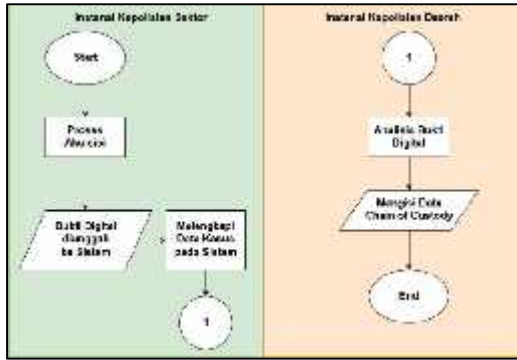 Instansi Kepolisian Sektor
Start
Proses
Akuisisi
Bukti Digital
diunggah
ke Sistem
Melengkapi
Data Kasus
pada Sistem
1
Instansi Kepolisian Daerah
1
Analisis Bukti
Digital
Mengisi Data
Chain of Custody
End